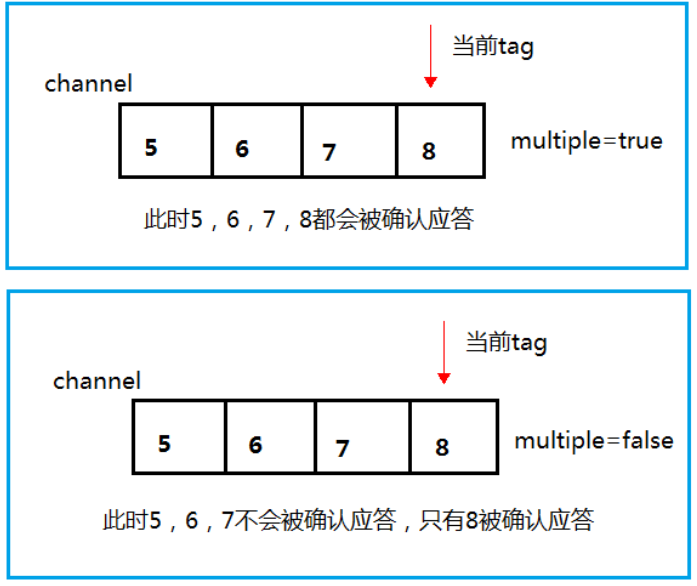 当前tag
channel
5 6 7 8 multiple=true
此时5，6，7，8都会被确认应答
当前tag
channel
5 6 7 8 multiple=false
此时5，6，7不会被确认应答，只有8被确认应答